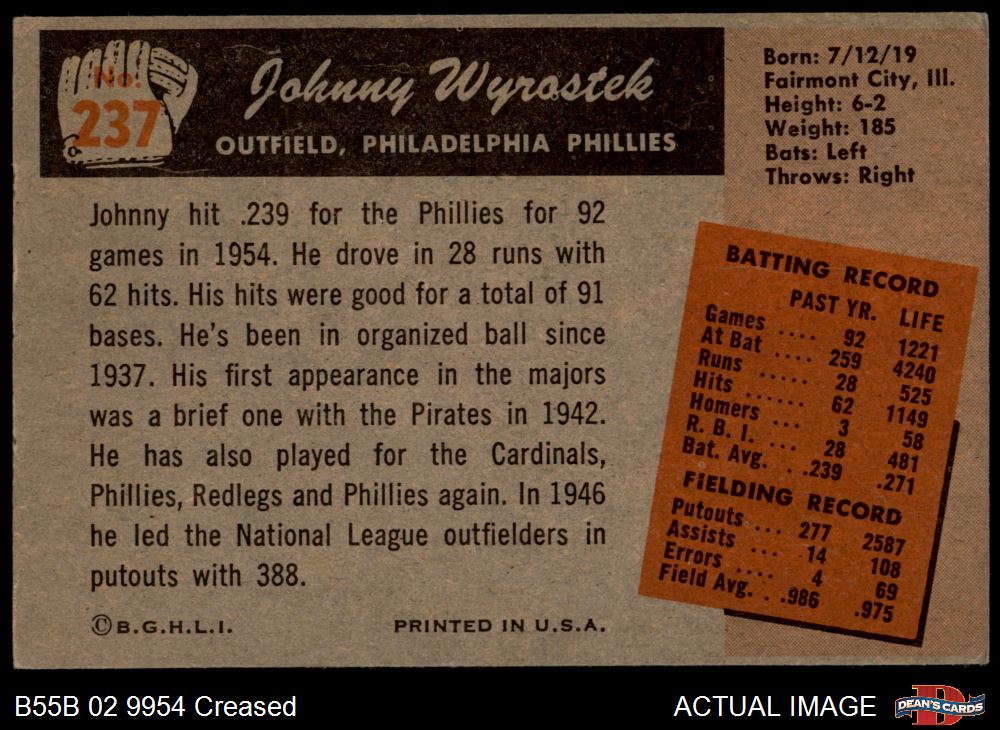 No.
237
Johnny Wyrostek
OUTFIELD, PHILADELPHIA PHILLIES
Born: 7/12/19
Fairmont City, Ill.
Height: 6-2
Weight: 185
Bats: Left
Throws: Right
Johnny hit .239 for the Phillies for 92
games in 1954. He drove in 28 runs with
62 hits. His hits were good for a total of 91
bases. He's been in organized ball since
1937. His first appearance in the majors
was a brief one with the Pirates in 1942.
He has also played for the Cardinals,
Phillies, Redlegs and Phillies again. In 1946
he led the National League outfielders in
putouts with 388.
©B.G.H.L.I. PRINTED IN U.S.A.
BATTING RECORD
PAST YR. LIFE
Games .... 92 1221
At Bat .... 259 4240
Runs ..... 28 525
Hits ...... 62 1149
Homers ... 3 58
R. B. I. ... 28 481
Bat. Avg. . .239 .271
FIELDING RECORD
Putouts ... 277 2587
Assists ... 14 108
Errors .... 4 69
Field Avg. . .986 .975
B55B 02 9954 Creased
ACTUAL IMAGE
D
DEAN'S CARDS